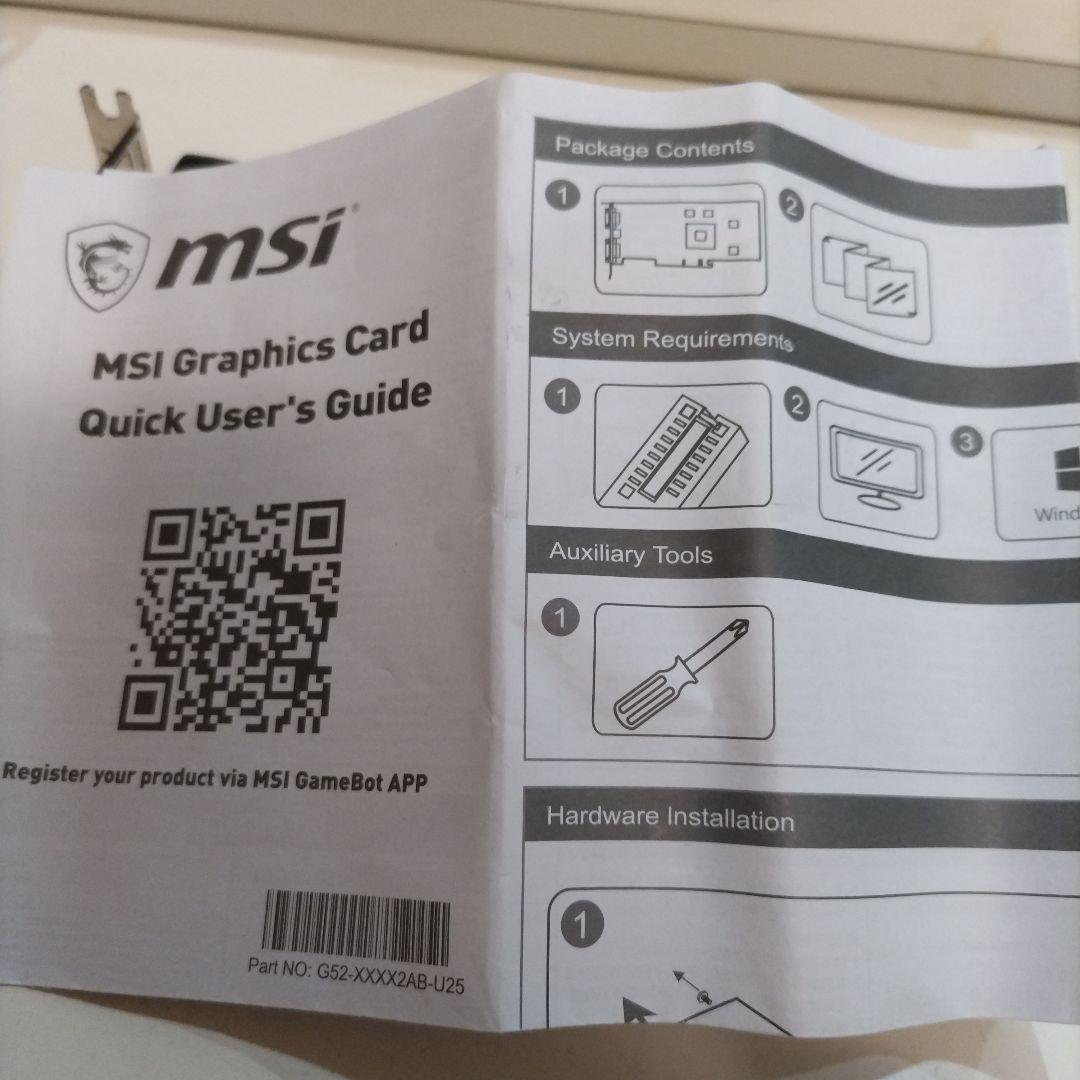 msi
MSI Graphics Card
Quick User's Guide
Register your product via MSI GameBot APP
Part NO: G52-XXXX2AB-U25
Package Contents
1
2
System Requirements
1
2
3
Wind
Auxiliary Tools
1
Hardware Installation
1